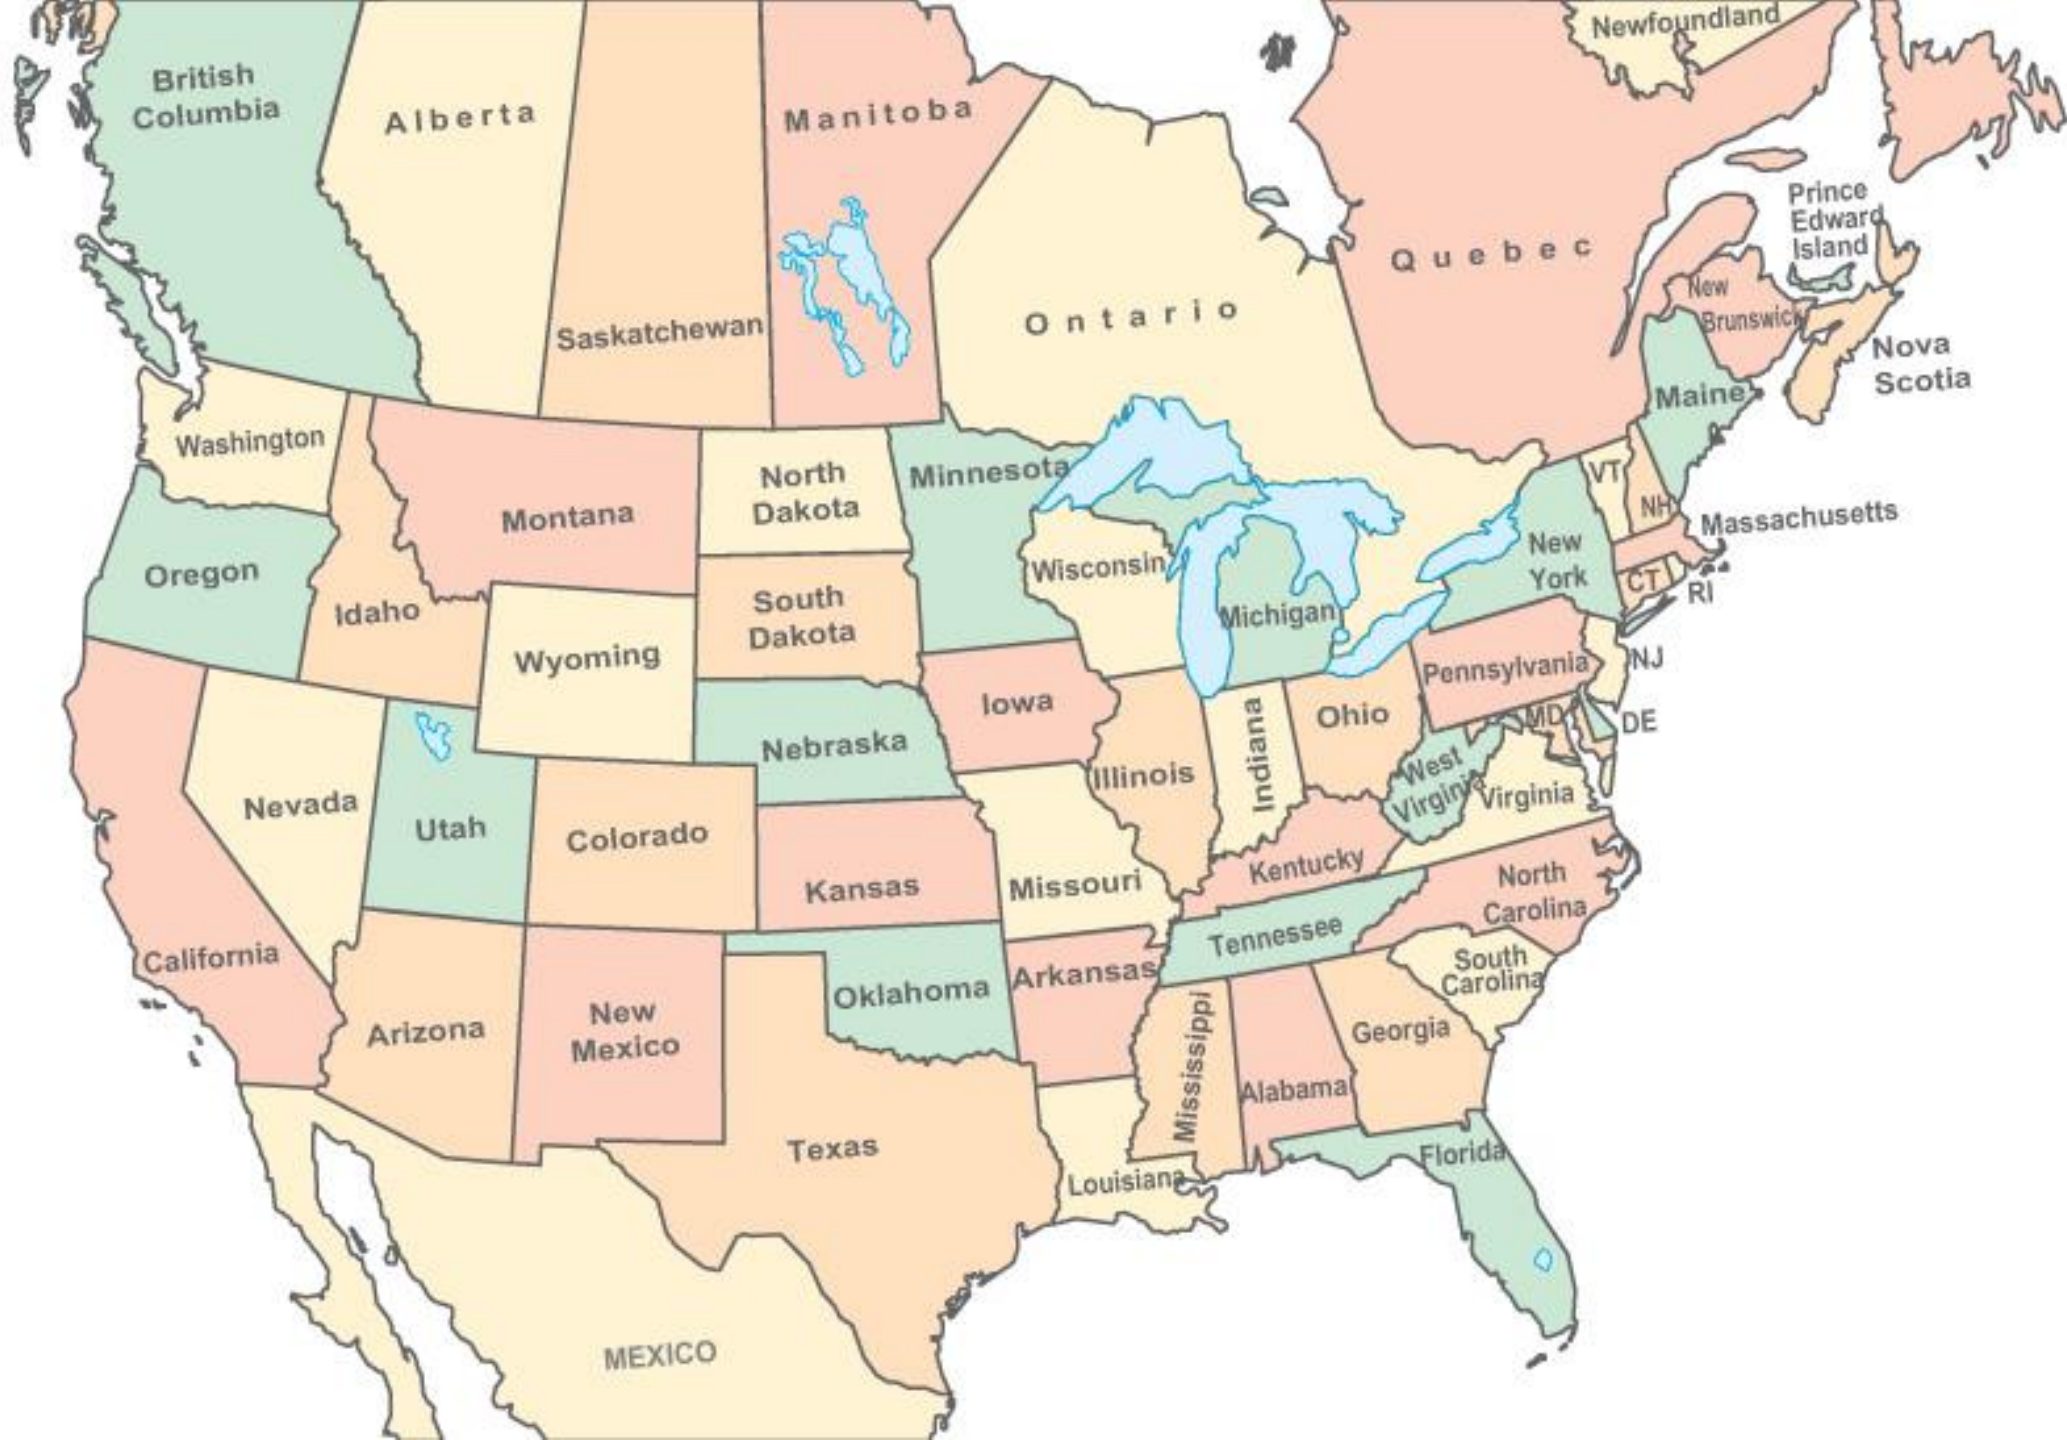 Newfoundland
British
Columbia
Alberta
Manitoba
Prince
Edward
Island
Quebec
New
Brunswick
Ontario
Saskatchewan
Nova
Scotia
Maine
Washington
North
Dakota
Minnesota
VT
NH
Montana
Massachusetts
Oregon
Wisconsin
New
York
CT
RI
Idaho
South
Dakota
Michigan
Wyoming
Pennsylvania
NJ
Iowa
Ohio
MD
DE
Nebraska
Indiana
Illinois
West
Virginia
Virginia
Nevada
Utah
Colorado
Kansas
Missouri
Kentucky
North
Carolina
California
Tennessee
South
Carolina
Arkansas
Oklahoma
Arizona
New
Mexico
Mississippi
Georgia
Alabama
Texas
Louisiana
Florida
MEXICO